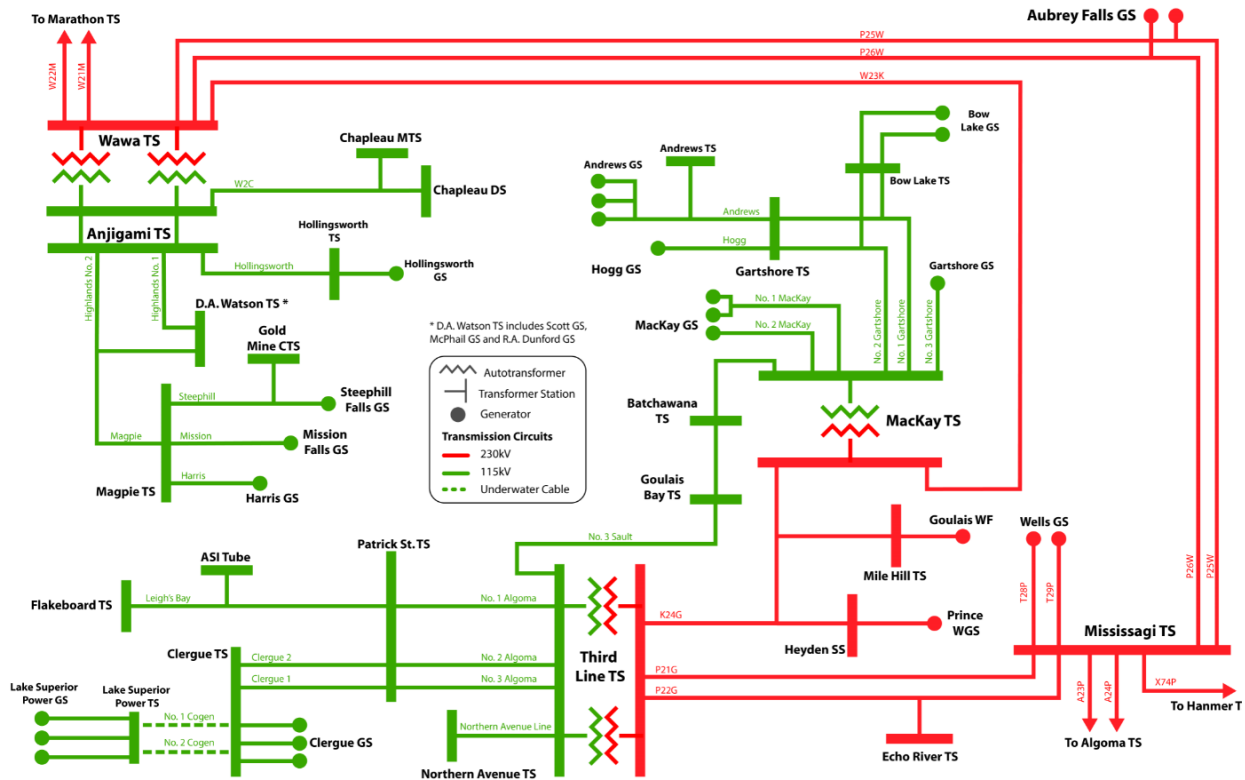 To Marathon TS
Aubrey Falls GS
P25W
P26W
W23K
W22M
W21M
Wawa TS
Chapleau MTS
W2C
Chapleau DS
Anjigami TS
Andrews GS
Andrews TS
Bow
Lake GS
Bow Lake TS
Andrews
Hogg
Hogg GS
Gartshore TS
Gartshore GS
Hollingsworth
TS
Hollingsworth
Hollingsworth
GS
Highlands No. 2
Highlands No. 1
D.A. Watson TS *
Gold
Mine CTS
* D.A. Watson TS includes Scott GS,
McPhail GS and R.A. Dunford GS
MacKay GS
No. 1 MacKay
No. 2 MacKay
No. 2 Gartshore
No. 1 Gartshore
No. 3 Gartshore
Autotransformer
Transformer Station
Generator
Transmission Circuits
230kV
115kV
Underwater Cable
Steephill
Steephill
Falls GS
Magpie
Mission
Mission
Falls GS
Harris
Harris GS
Magpie TS
Batchawana
TS
MacKay TS
Goulais
Bay TS
No. 3 Sault
Goulais WF
Mile Hill TS
Wells GS
T28P
T29P
P26W
P25W
ASI Tube
Patrick St. TS
Flakeboard TS
Leigh's Bay
No. 1 Algoma
K24G
Prince
WGS
Heyden SS
Mississagi TS
Clergue TS
Clergue 2
Clergue 1
No. 2 Algoma
No. 3 Algoma
Third
Line TS
P21G
P22G
A23P
A24P
X74P
To Hanmer T
To Algoma TS
Lake Superior
Power GS
Lake Superior
Power TS
No. 1 Cogen
No. 2 Cogen
Clergue GS
Northern Avenue Line
Northern Avenue TS
Echo River TS